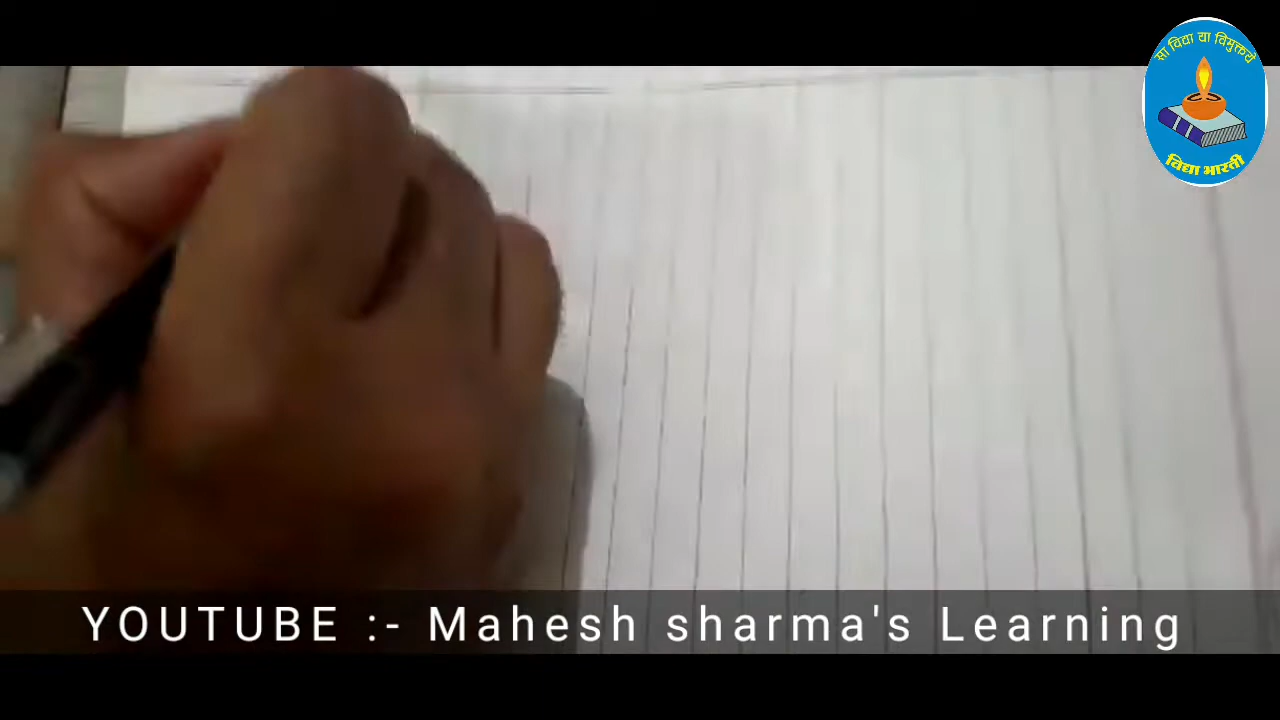 सा विद्या या विमुक्तये
विद्या भारती
YOUTUBE :- Mahesh sharma's Learning